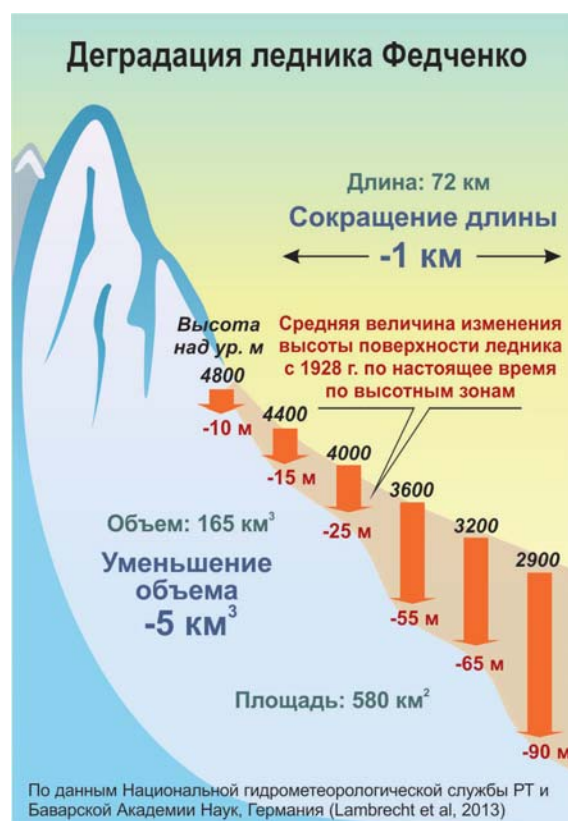 Деградация ледника Федченко
Длина: 72 км
Сокращение длины
-1 км
Высота
над ур. м
Средняя величина изменения
высоты поверхности ледника
с 1928 г. по настоящее время
по высотным зонам
4800
-10 м
4400
-15 м
4000
-25 м
3600
-55 м
3200
-65 м
2900
-90 м
Объем: 165 км³
Уменьшение
объема
-5 км³
Площадь: 580 км²
По данным Национальной гидрометеорологической службы РТ и
Баварской Академии Наук, Германия (Lambrecht et al, 2013)